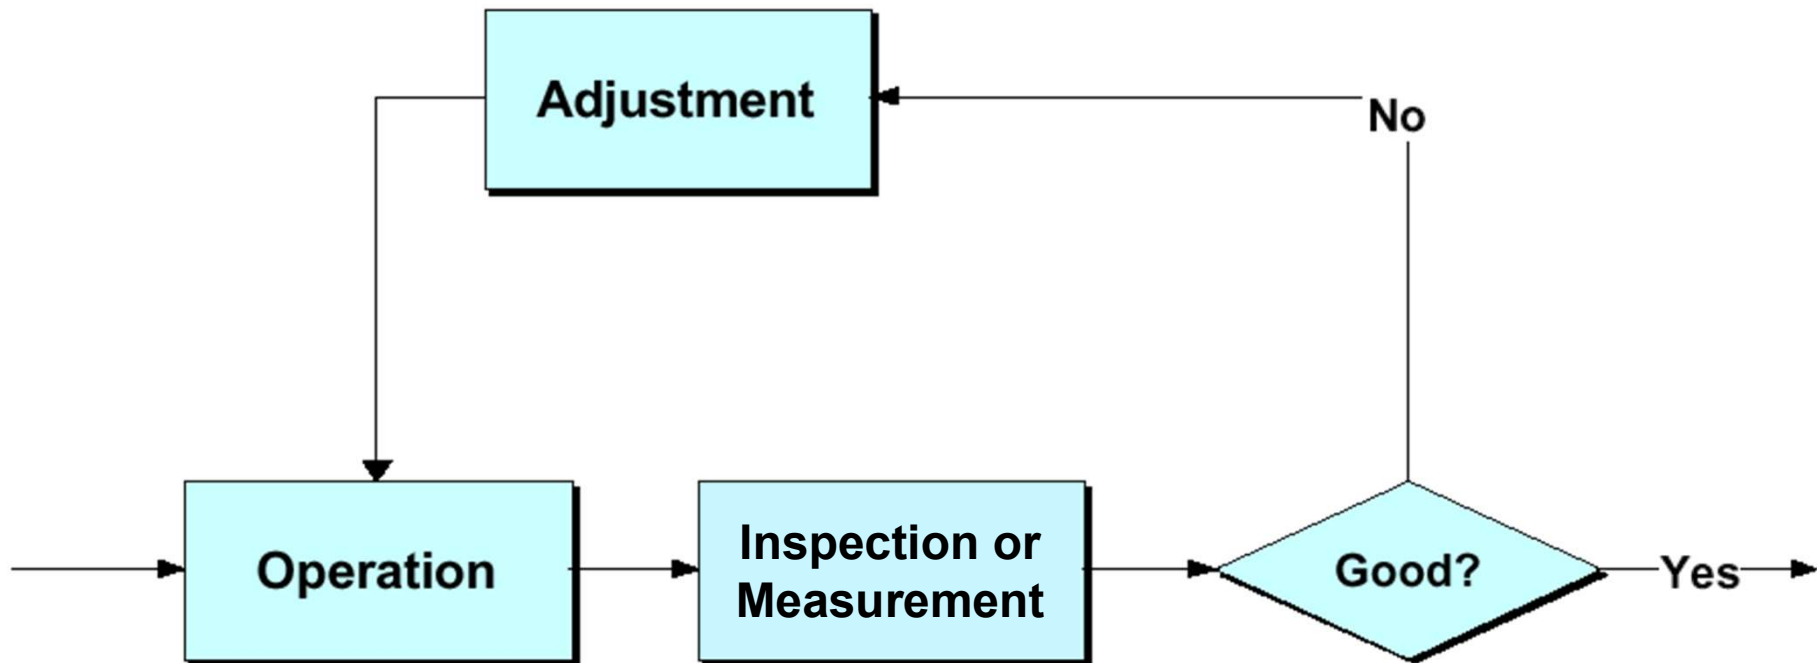 Adjustment
No
Operation
Inspection or
Measurement
Good?
Yes